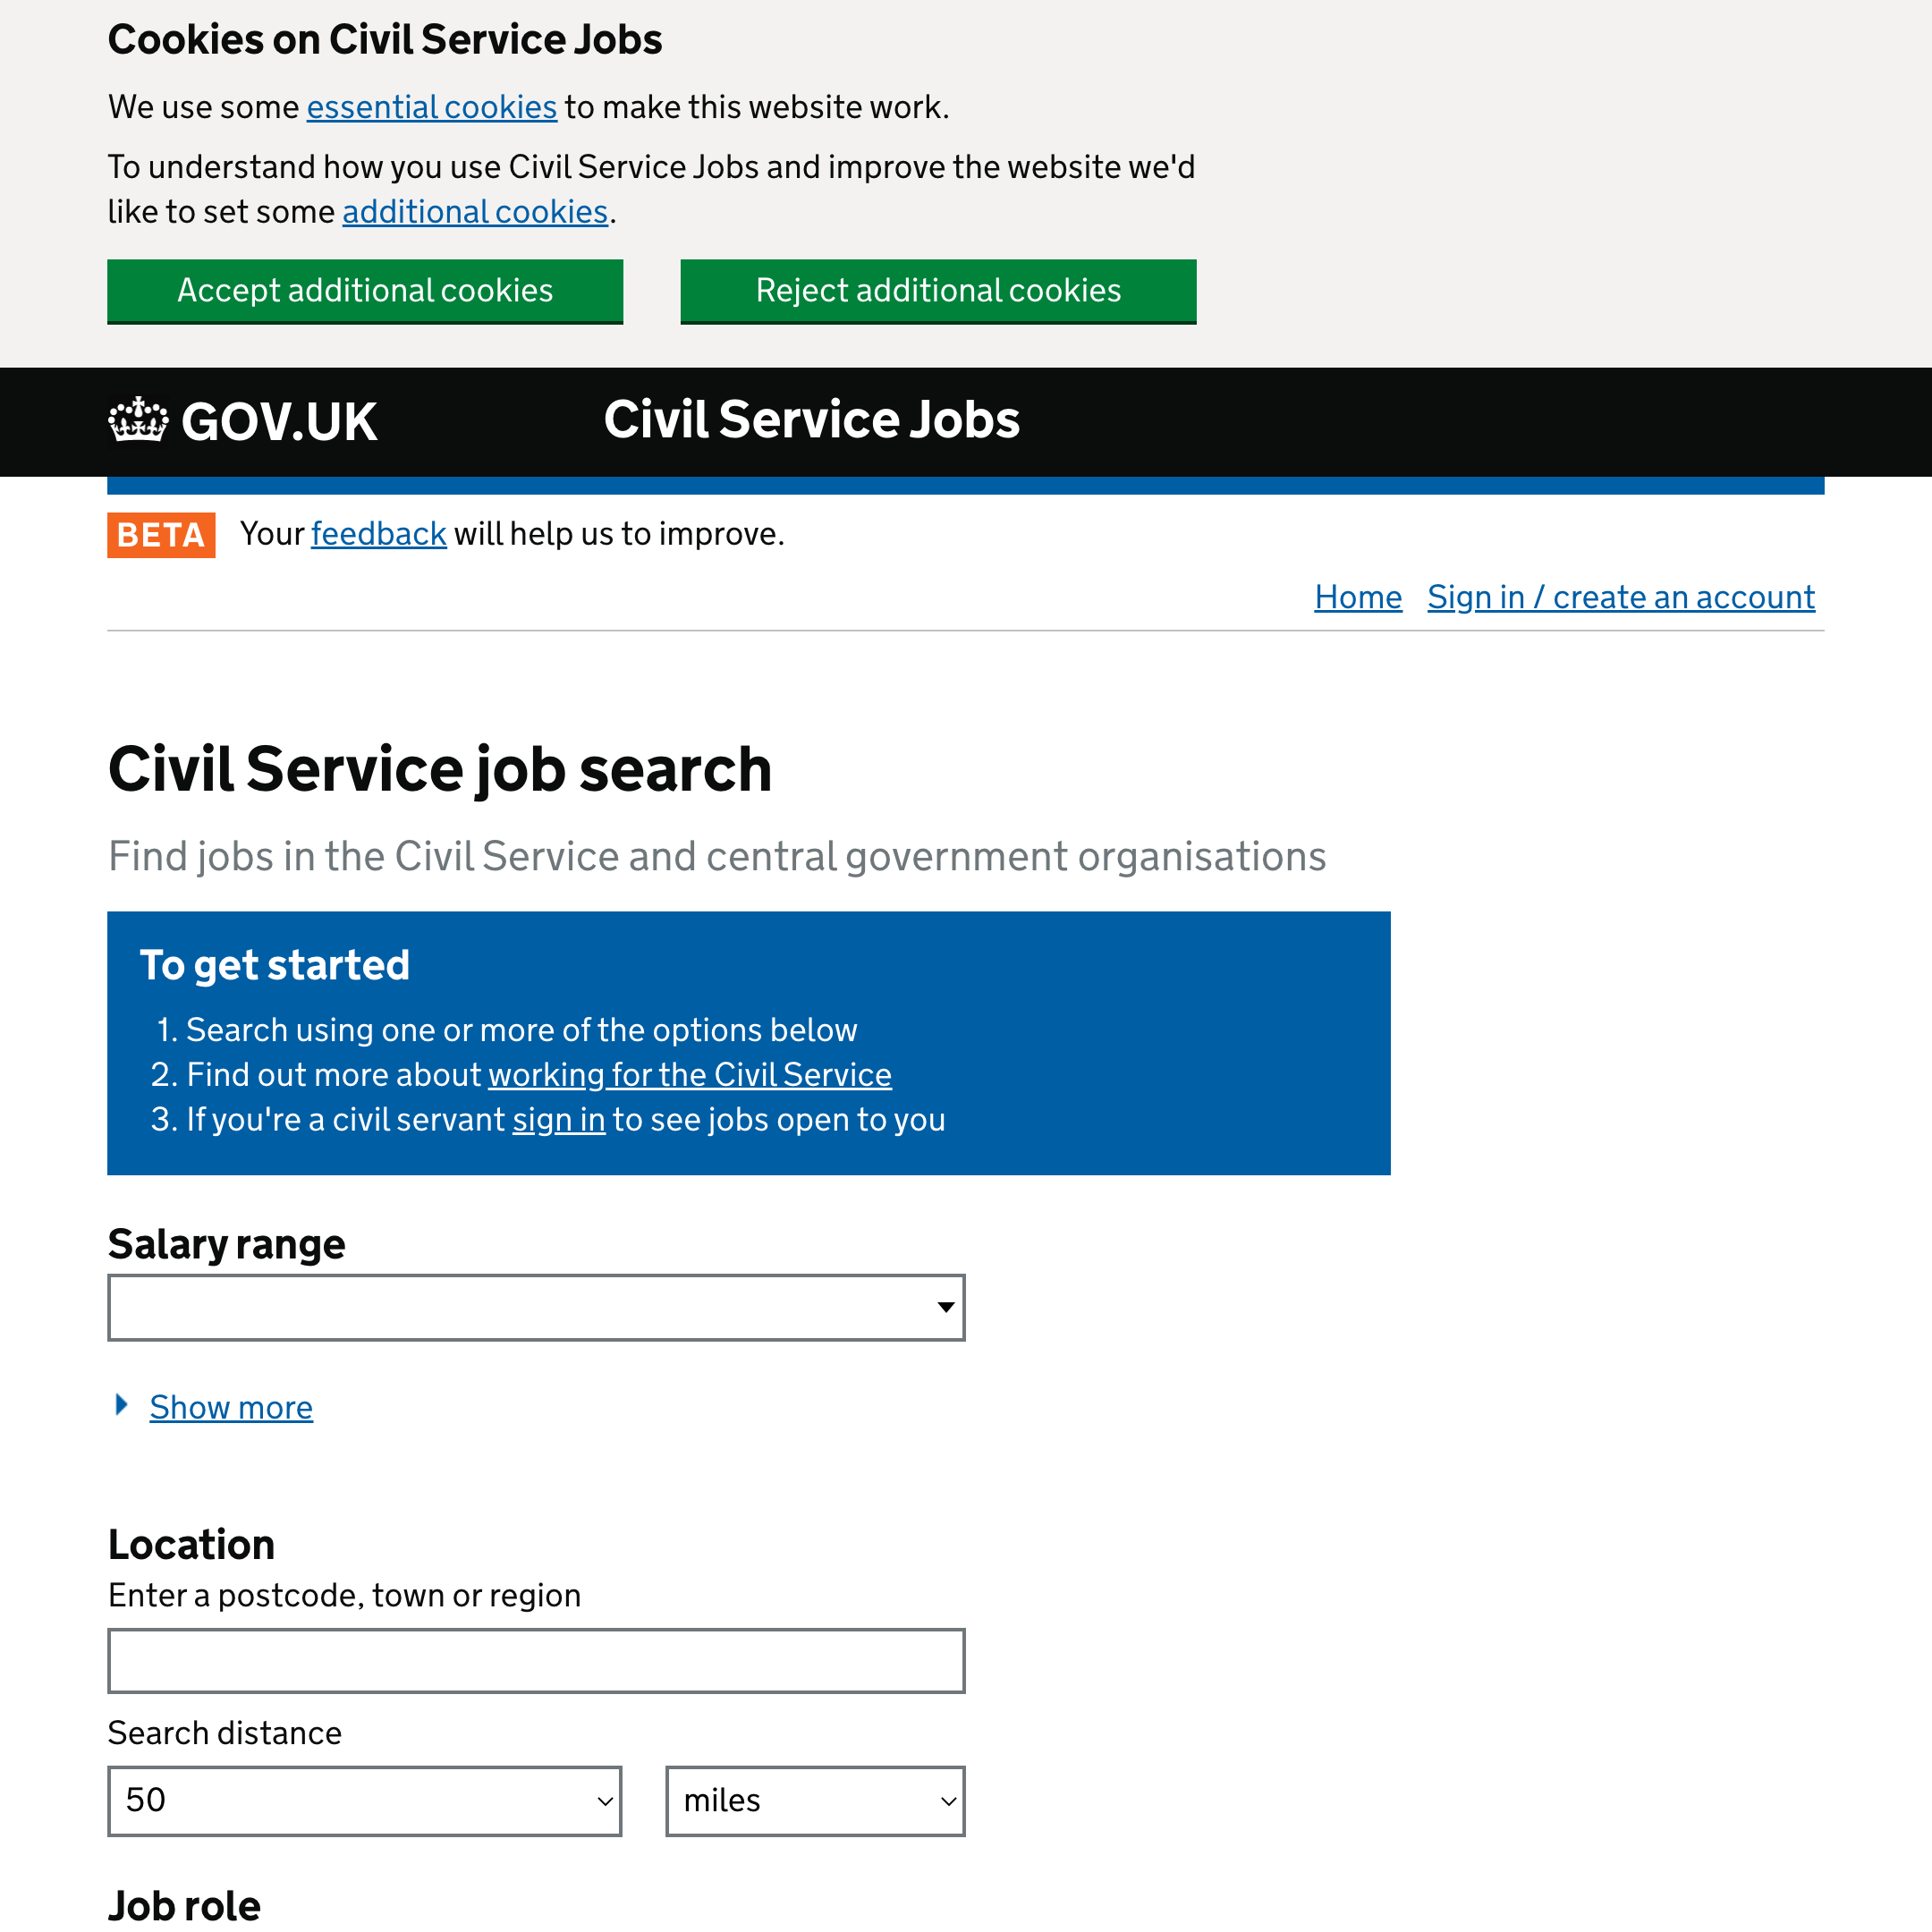 Cookies on Civil Service Jobs
We use some essential cookies to make this website work.
To understand how you use Civil Service Jobs and improve the website we'd
like to set some additional cookies.
Accept additional cookies
Reject additional cookies
GOV.UK
Civil Service Jobs
BETA
Your feedback will help us to improve.
Home
Sign in / create an account
Civil Service job search
Find jobs in the Civil Service and central government organisations
To get started
1. Search using one or more of the options below
2. Find out more about working for the Civil Service
3. If you're a civil servant sign in to see jobs open to you
Salary range
Show more
Location
Enter a postcode, town or region
Search distance
50
miles
Job role